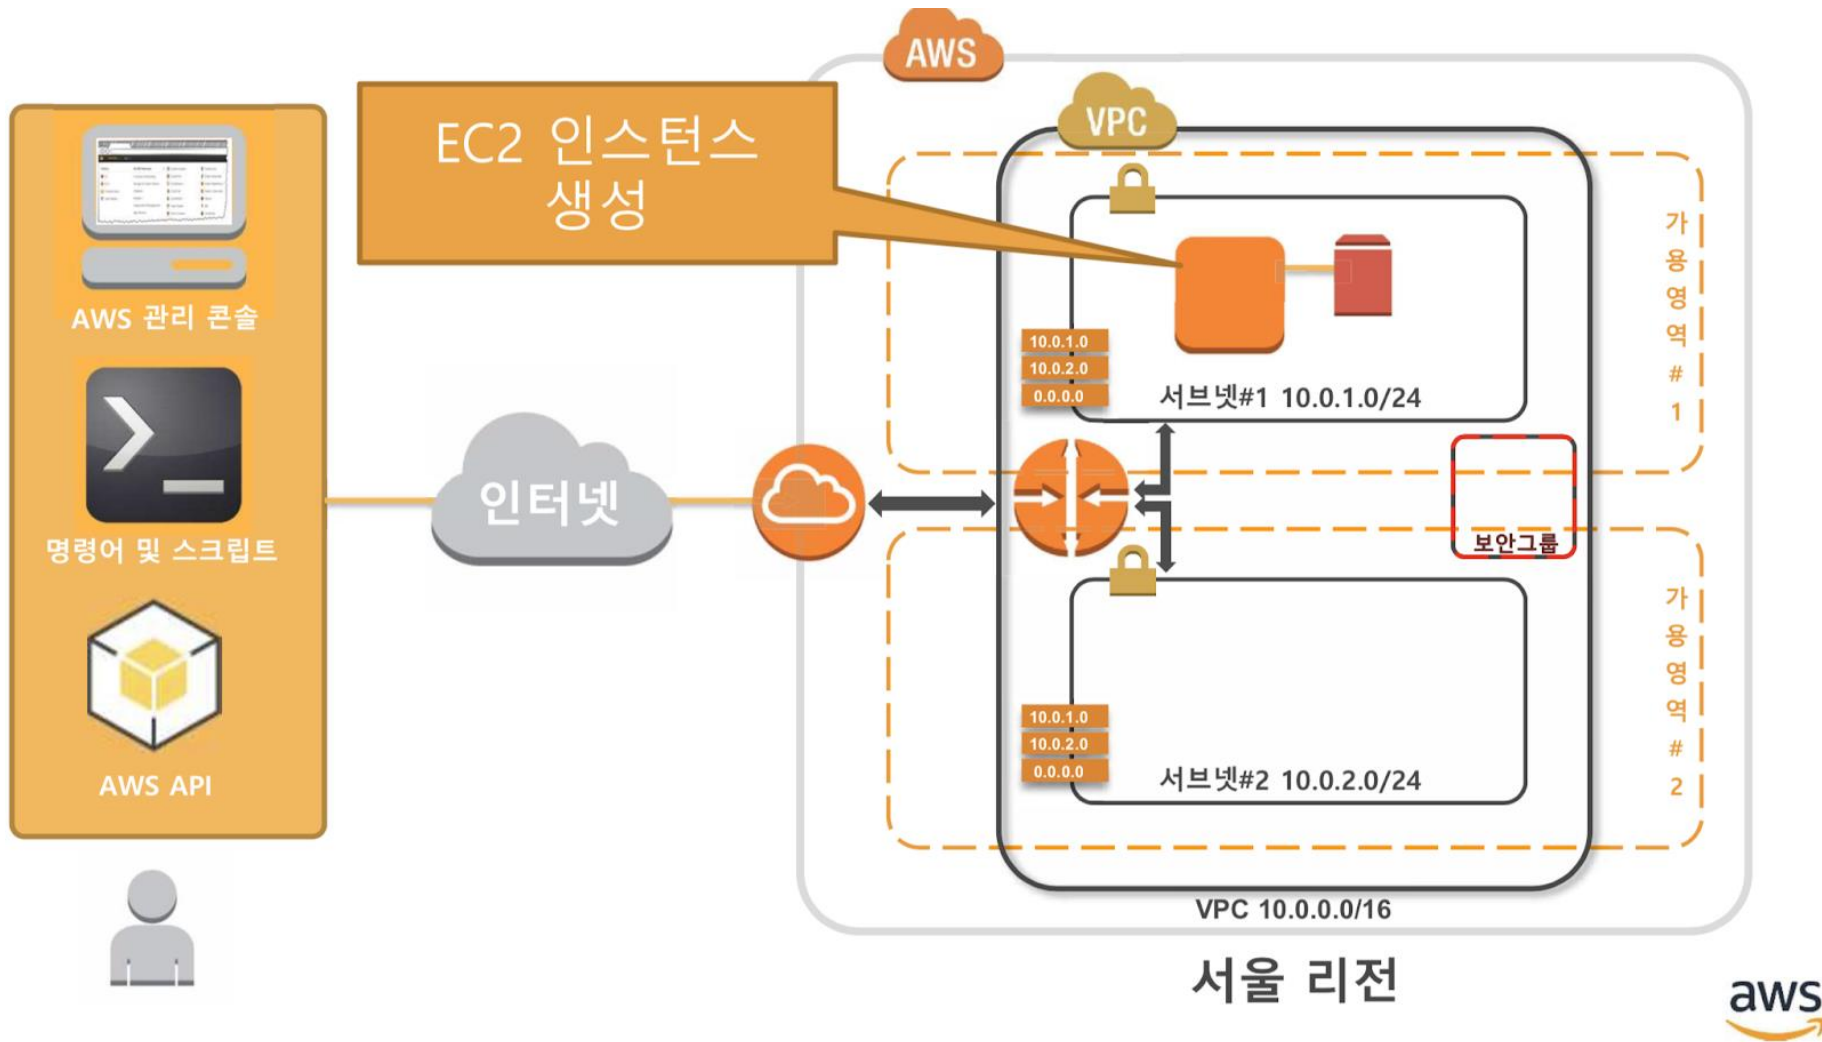 AWS
VPC
EC2 인스턴스
생성
AWS 관리 콘솔
명령어 및 스크립트
AWS API
인터넷
10.0.1.0
10.0.2.0
0.0.0.0
서브넷#1 10.0.1.0/24
가용영역#1
보안그룹
10.0.1.0
10.0.2.0
0.0.0.0
서브넷#2 10.0.2.0/24
가용영역#2
VPC 10.0.0.0/16
서울 리전
aws